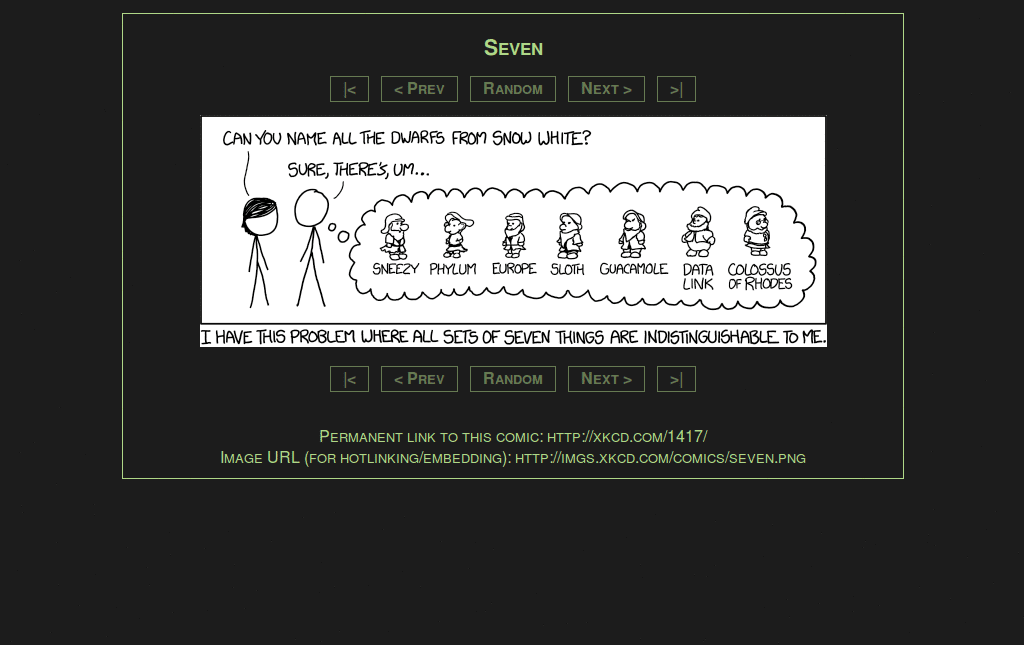 Seven
|<
< Prev
Random
Next >
>|
CAN YOU NAME ALL THE DWARFS FROM SNOW WHITE?
SURE, THERE'S, UM...
SNEEZY PHYLUM EUROPE SLOTH GUACAMOLE DATA LINK COLOSSUS OF RHODES
I HAVE THIS PROBLEM WHERE ALL SETS OF SEVEN THINGS ARE INDISTINGUISHABLE TO ME.
|<
< Prev
Random
Next >
>|
Permanent link to this comic: http://xkcd.com/1417/
Image URL (for hotlinking/embedding): http://imgs.xkcd.com/comics/seven.png